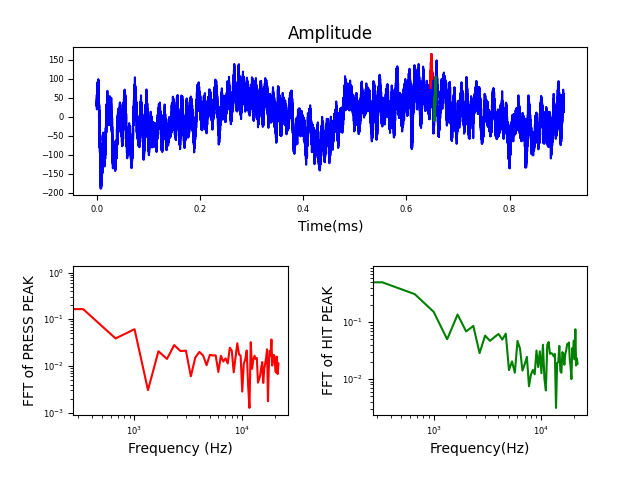 Amplitude
150
100
50
0
−50
−100
−150
−200
0.0 0.2 0.4 0.6 0.8
Time(ms)
FFT of PRESS PEAK
10⁰
10⁻¹
10⁻²
10⁻³
10³ 10⁴
Frequency (Hz)
FFT of HIT PEAK
10⁻¹
10⁻²
10³ 10⁴
Frequency(Hz)